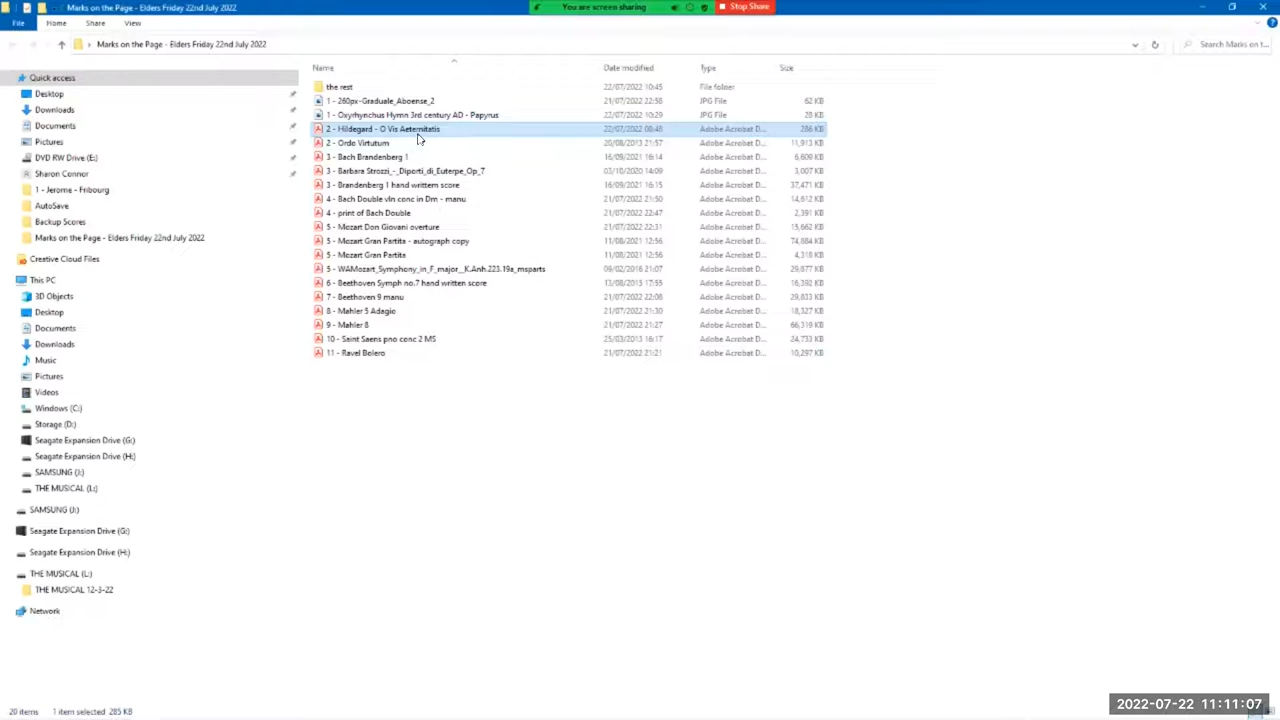 Marks on the Page - Elders Friday 22nd July 2022
You are screen sharing
Stop Share
File Home Share View
Marks on the Page - Elders Friday 22nd July 2022
Search Marks on t...
Name Date modified Type Size
Quick access
Desktop
Downloads
Documents
Pictures
DVD RW Drive (E:)
Sharon Connor
1 - Jerome - Fribourg
AutoSave
Backup Scores
Marks on the Page - Elders Friday 22nd July 2022
Creative Cloud Files
This PC
3D Objects
Desktop
Documents
Downloads
Music
Pictures
Videos
Windows (C:)
Storage (D:)
Seagate Expansion Drive (G:)
Seagate Expansion Drive (H:)
SAMSUNG (J:)
THE MUSICAL (L:)
SAMSUNG (J:)
Seagate Expansion Drive (G:)
Seagate Expansion Drive (H:)
THE MUSICAL (L:)
THE MUSICAL 12-3-22
Network
the rest 22/07/2022 10:45 File folder
1 - 260px-Graduale_Aboense_2 21/07/2022 22:58 JPG File 62 KB
1 - Oxyrhynchus Hymn 3rd century AD - Papyrus 22/07/2022 10:29 JPG File 28 KB
2 - Hildegard - O Vis Aeternitatis 22/07/2022 08:48 Adobe Acrobat D... 286 KB
2 - Ordo Virtutum 20/08/2013 21:57 Adobe Acrobat D... 11,913 KB
3 - Bach Brandenberg 1 16/09/2021 16:14 Adobe Acrobat D... 6,609 KB
3 - Barbara Strozzi_-_Diporti_di_Euterpe_Op_7 03/10/2020 14:09 Adobe Acrobat D... 3,007 KB
3 - Brandenberg 1 hand writtem score 16/09/2021 16:15 Adobe Acrobat D... 37,471 KB
4 - Bach Double vln conc in Dm - manu 21/07/2022 21:50 Adobe Acrobat D... 14,612 KB
4 - print of Bach Double 21/07/2022 22:47 Adobe Acrobat D... 2,391 KB
5 - Mozart Don Giovani overture 21/07/2022 22:31 Adobe Acrobat D... 15,662 KB
5 - Mozart Gran Partita - autograph copy 11/08/2021 12:56 Adobe Acrobat D... 74,884 KB
5 - Mozart Gran Partita 11/08/2021 12:56 Adobe Acrobat D... 4,318 KB
5 - WAMozart_Symphony_in_F_major__K.Anh.223.19a_msparts 09/02/2016 21:07 Adobe Acrobat D... 29,877 KB
6 - Beethoven Symph no.7 hand written score 13/08/2015 17:55 Adobe Acrobat D... 16,392 KB
7 - Beethoven 9 manu 21/07/2022 22:08 Adobe Acrobat D... 29,833 KB
8 - Mahler 5 Adagio 21/07/2022 21:30 Adobe Acrobat D... 18,327 KB
9 - Mahler 8 21/07/2022 21:27 Adobe Acrobat D... 66,319 KB
10 - Saint Saens pno conc 2 MS 25/03/2013 16:17 Adobe Acrobat D... 24,733 KB
11 - Ravel Bolero 21/07/2022 21:21 Adobe Acrobat D... 10,297 KB
20 items 1 item selected 285 KB
2022-07-22 11:11:07